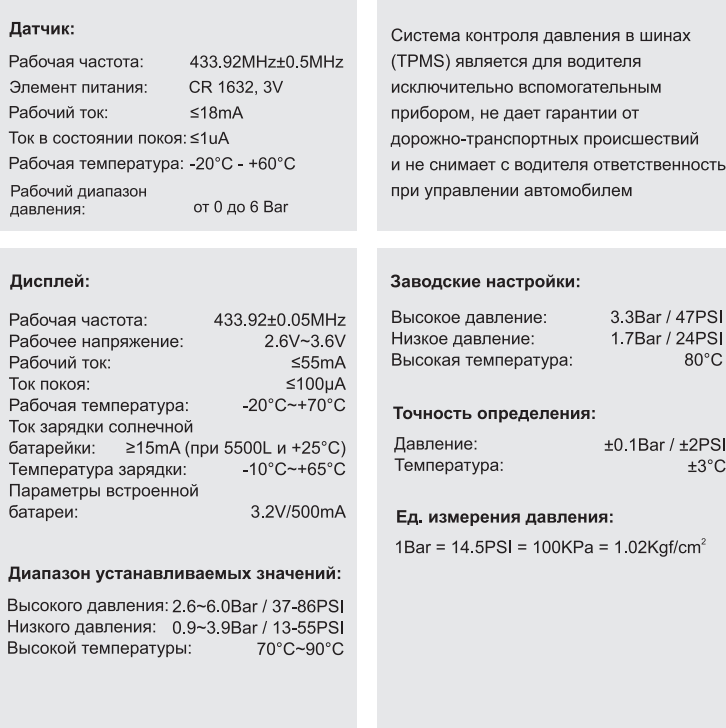 Датчик:
Рабочая частота: 433.92MHz±0.5MHz
Элемент питания: CR 1632, 3V
Рабочий ток: ≤18mA
Ток в состоянии покоя: ≤1uA
Рабочая температура: -20°C - +60°C
Рабочий диапазон
давления: от 0 до 6 Bar
Система контроля давления в шинах
(TPMS) является для водителя
исключительно вспомогательным
прибором, не дает гарантии от
дорожно-транспортных происшествий
и не снимает с водителя ответственность
при управлении автомобилем
Дисплей:
Рабочая частота: 433.92±0.05MHz
Рабочее напряжение: 2.6V~3.6V
Рабочий ток: ≤55mA
Ток покоя: ≤100µA
Рабочая температура: -20°C~+70°C
Ток зарядки солнечной
батарейки: ≥15mA (при 5500L и +25°C)
Температура зарядки: -10°C~+65°C
Параметры встроенной
батареи: 3.2V/500mA
Диапазон устанавливаемых значений:
Высокого давления: 2.6~6.0Bar / 37-86PSI
Низкого давления: 0.9~3.9Bar / 13-55PSI
Высокой температуры: 70°C~90°C
Заводские настройки:
Высокое давление: 3.3Bar / 47PSI
Низкое давление: 1.7Bar / 24PSI
Высокая температура: 80°C
Точность определения:
Давление: ±0.1Bar / ±2PSI
Температура: ±3°C
Ед. измерения давления:
1Bar = 14.5PSI = 100KPa = 1.02Kgf/cm²